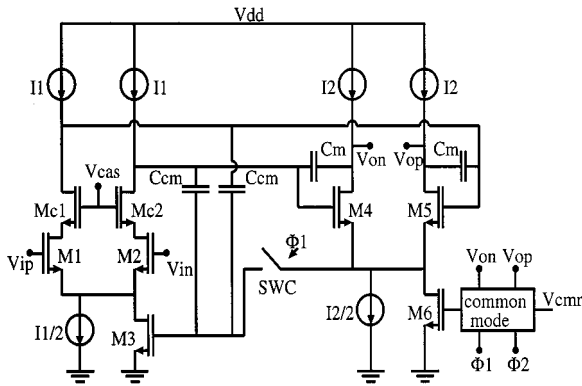 Vdd
I1 I1 I2 I2
Cm Von Vop Cm
Vcas Ccm Ccm
Mc1 Mc2 M4 M5
Vip M1 M2 Vin
Φ1
SWC
Von Vop
I1/2 M3 I2/2 M6 common mode Vcmr
Φ1 Φ2